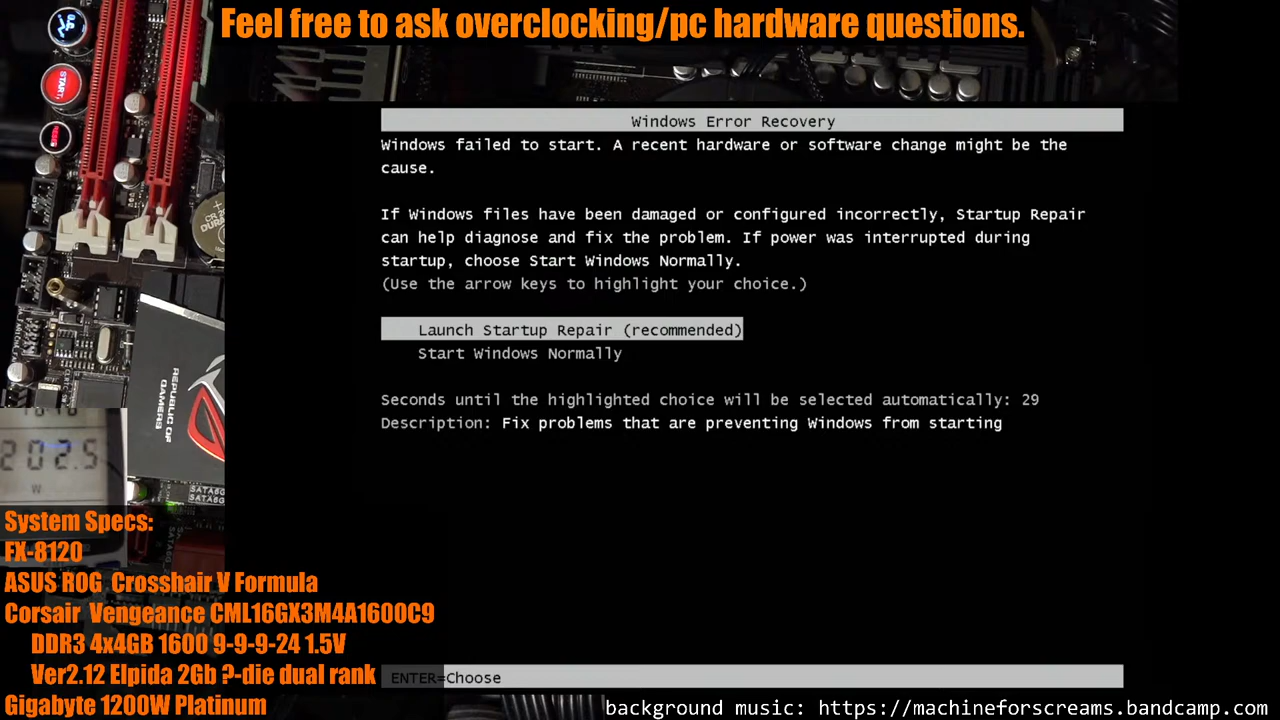 Feel free to ask overclocking/pc hardware questions.
START
Windows Error Recovery
Windows failed to start. A recent hardware or software change might be the
cause.
If Windows files have been damaged or configured incorrectly, Startup Repair
can help diagnose and fix the problem. If power was interrupted during
startup, choose Start Windows Normally.
(Use the arrow keys to highlight your choice.)
Launch Startup Repair (recommended)
Start Windows Normally
Seconds until the highlighted choice will be selected automatically: 29
Description: Fix problems that are preventing Windows from starting
REPUBLIC OF
GAMERS
202.5
W
SATA6G
SATA6G
System Specs:
FX-8120
ASUS ROG Crosshair V Formula
Corsair Vengeance CML16GX3M4A1600C9
DDR3 4x4GB 1600 9-9-9-24 1.5V
Ver2.12 Elpida 2Gb ?-die dual rank
Gigabyte 1200W Platinum
ENTER=Choose
background music: https://machineforscreams.bandcamp.com